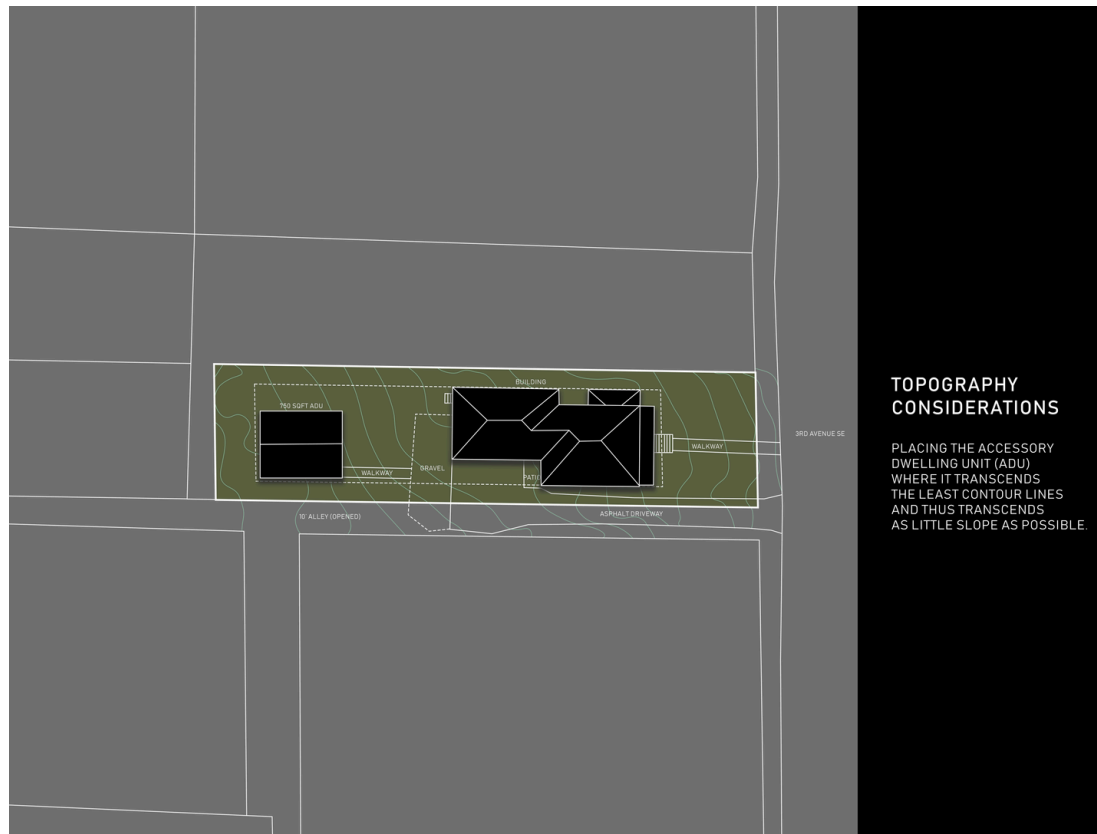 BUILDING
750 SQFT ADU
3RD AVENUE SE
WALKWAY
GRAVEL
WALKWAY
PATIO
10' ALLEY (OPENED)
ASPHALT DRIVEWAY
TOPOGRAPHY
CONSIDERATIONS
PLACING THE ACCESSORY
DWELLING UNIT (ADU)
WHERE IT TRANSCENDS
THE LEAST CONTOUR LINES
AND THUS TRANSCENDS
AS LITTLE SLOPE AS POSSIBLE.